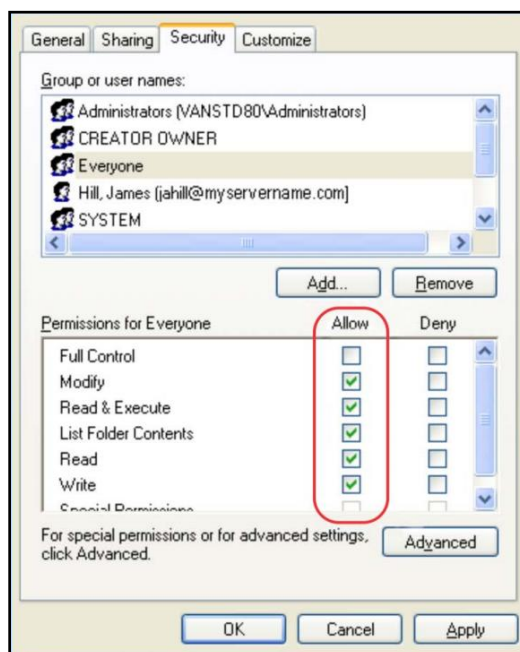 General Sharing Security Customize
Group or user names:
Administrators (VANSTD80\Administrators)
CREATOR OWNER
Everyone
Hill, James (jahill@myservername.com]
SYSTEM
Add... Remove
Permissions for Everyone Allow Deny
Full Control
Modify
Read & Execute
List Folder Contents
Read
Write
Special Permissions
For special permissions or for advanced settings, click Advanced. Advanced
OK Cancel Apply